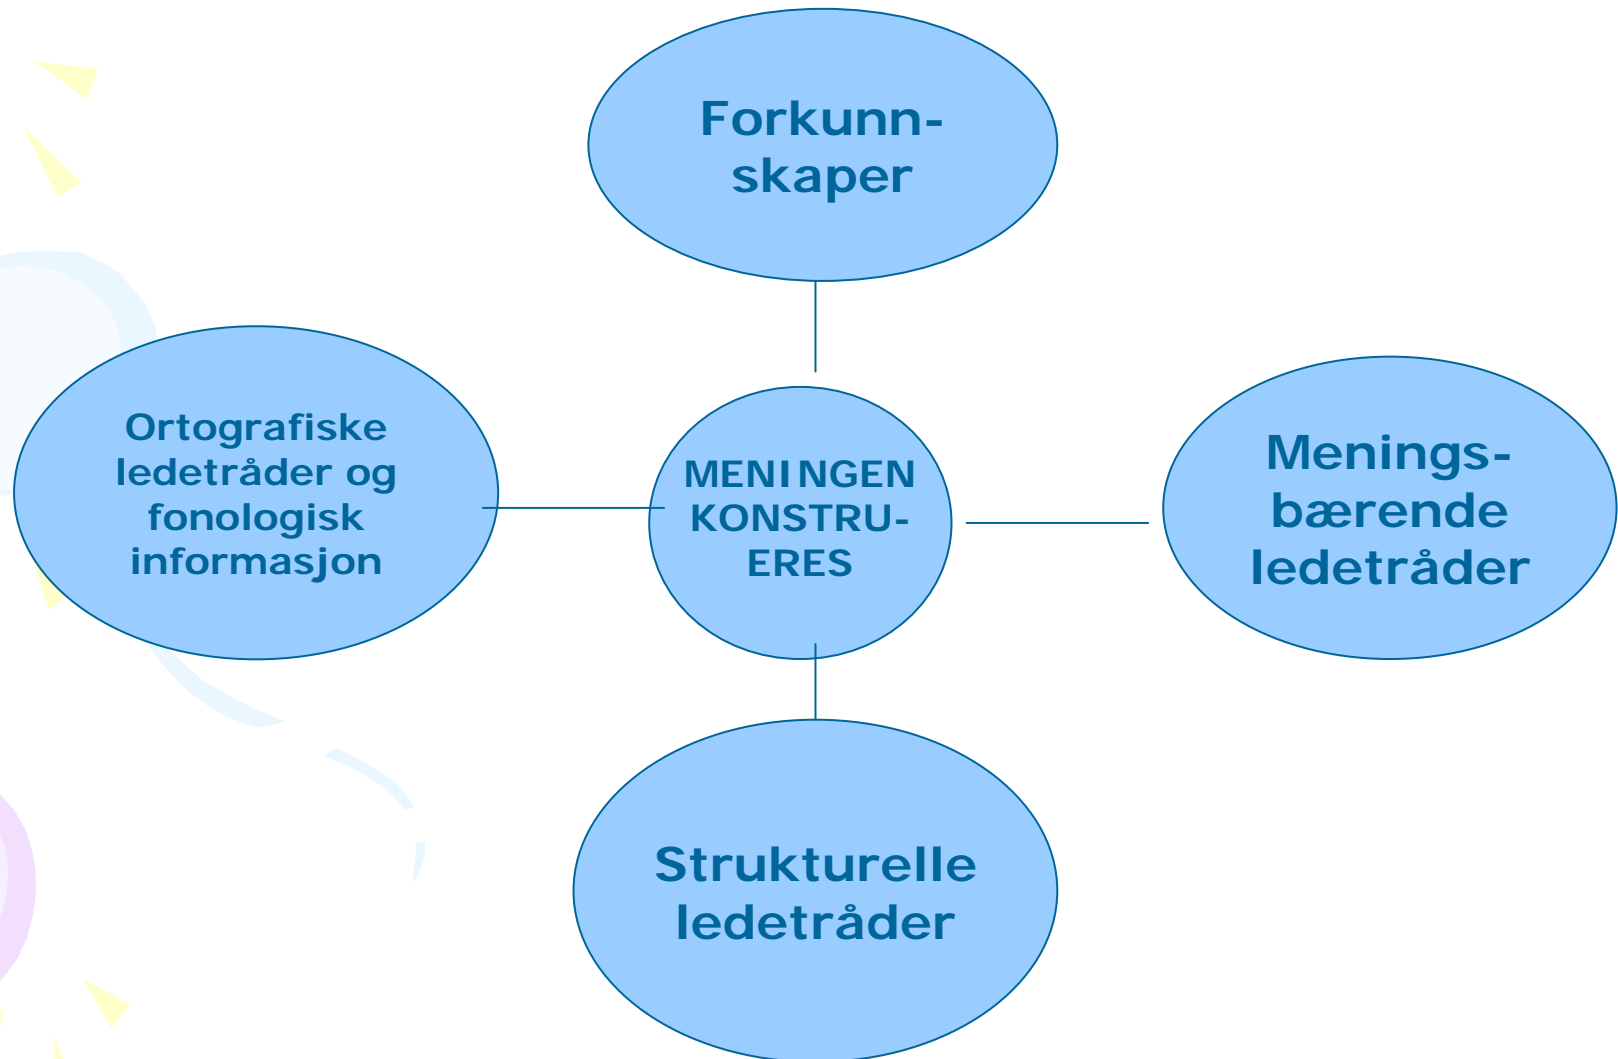 Forkunn-
skaper
Ortografiske
ledetråder og
fonologisk
informasjon
MENINGEN
KONSTRU-
ERES
Menings-
bærende
ledetråder
Strukturelle
ledetråder